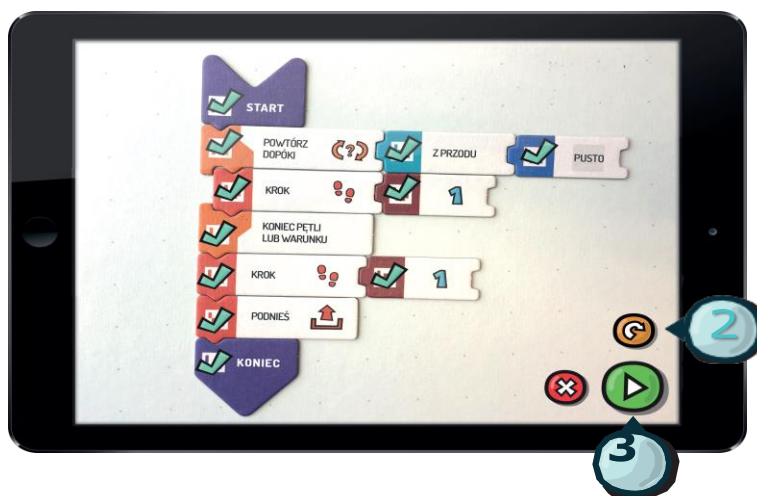 START
POWTÓRZ
DOPÓKI
(?)
Z PRZODU
PUSTO
KROK
1
KONIEC PĘTLI
LUB WARUNKU
KROK
1
PODNIEŚ
KONIEC
2
3